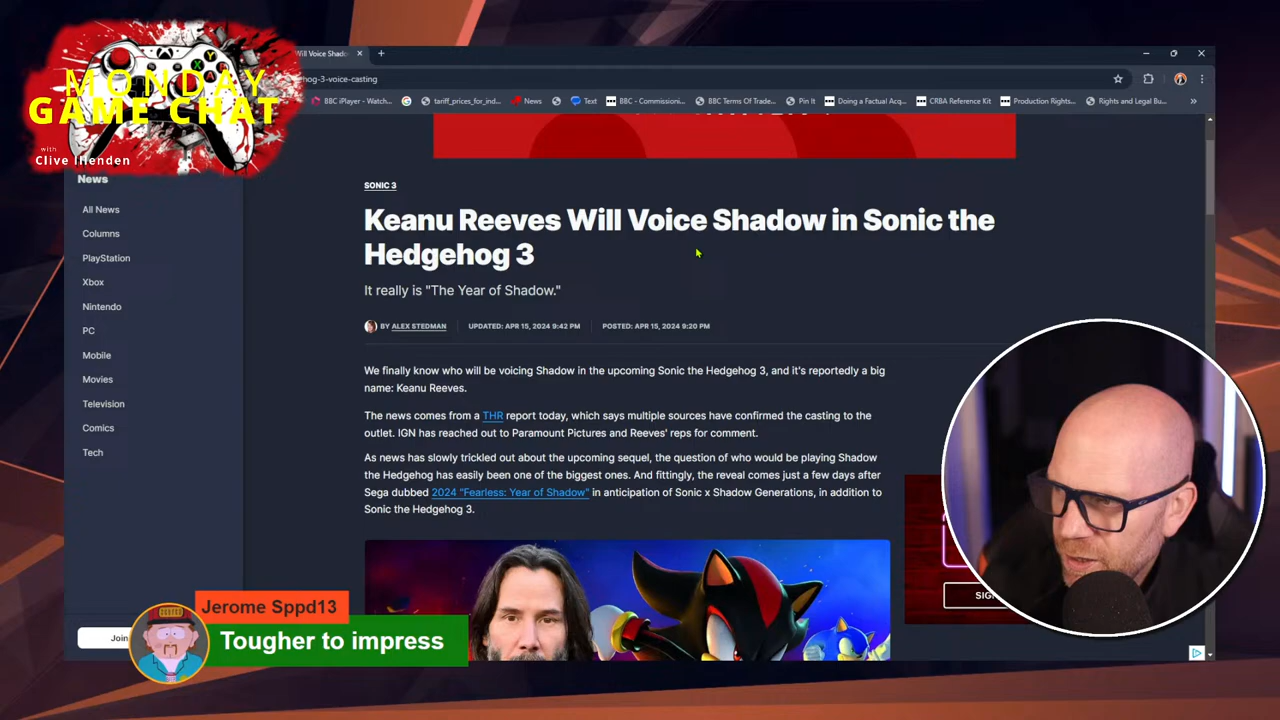 MONDAY
GAME CHAT
with
Clive Illenden
Will Voice Shado
hog-3-voice-casting
BBC iPlayer - Watch...
tariff_prices_for_ind...
News
Text
BBC - Commissioni...
BBC Terms Of Trade...
Pin It
Doing a Factual Acq...
CRBA Reference Kit
Production Rights...
Rights and Legal Bu...
News
All News
Columns
PlayStation
Xbox
Nintendo
PC
Mobile
Movies
Television
Comics
Tech
Join
SONIC 3
Keanu Reeves Will Voice Shadow in Sonic the
Hedgehog 3
It really is "The Year of Shadow."
BY ALEX STEDMAN UPDATED: APR 15, 2024 9:42 PM POSTED: APR 15, 2024 9:20 PM
We finally know who will be voicing Shadow in the upcoming Sonic the Hedgehog 3, and it's reportedly a big
name: Keanu Reeves.
The news comes from a THR report today, which says multiple sources have confirmed the casting to the
outlet. IGN has reached out to Paramount Pictures and Reeves' reps for comment.
As news has slowly trickled out about the upcoming sequel, the question of who would be playing Shadow
the Hedgehog has easily been one of the biggest ones. And fittingly, the reveal comes just a few days after
Sega dubbed 2024 "Fearless: Year of Shadow" in anticipation of Sonic x Shadow Generations, in addition to
Sonic the Hedgehog 3.
SIG
Jerome Sppd13
Tougher to impress